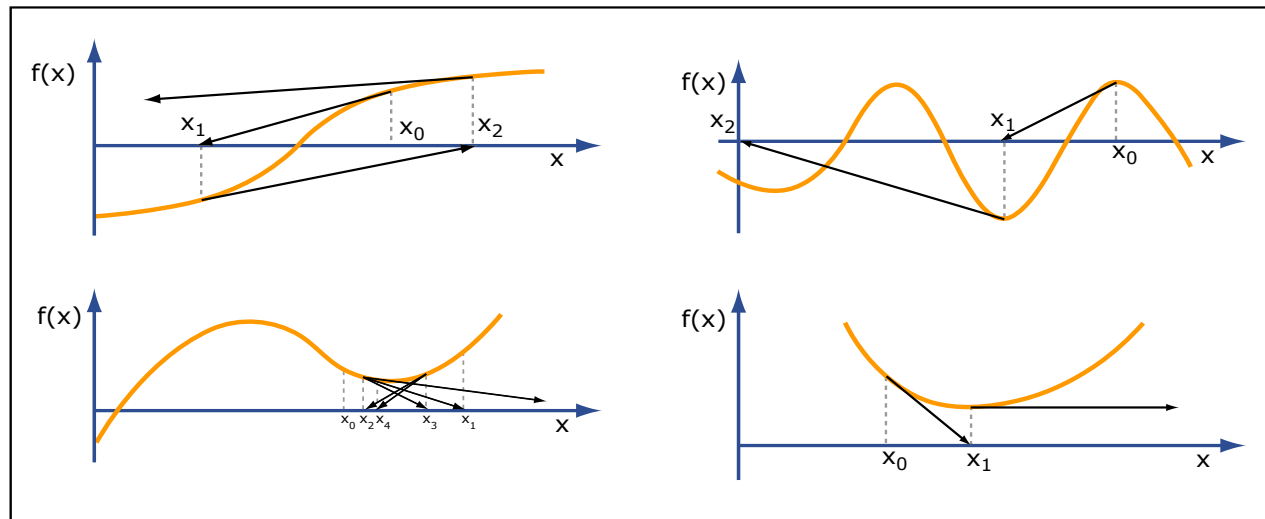 f(x)
x₁
x₀
x₂
x
f(x)
x₂
x₁
x₀
x
f(x)
x₀ x₂ x₄ x₃ x₁
x
f(x)
x₀
x₁
x